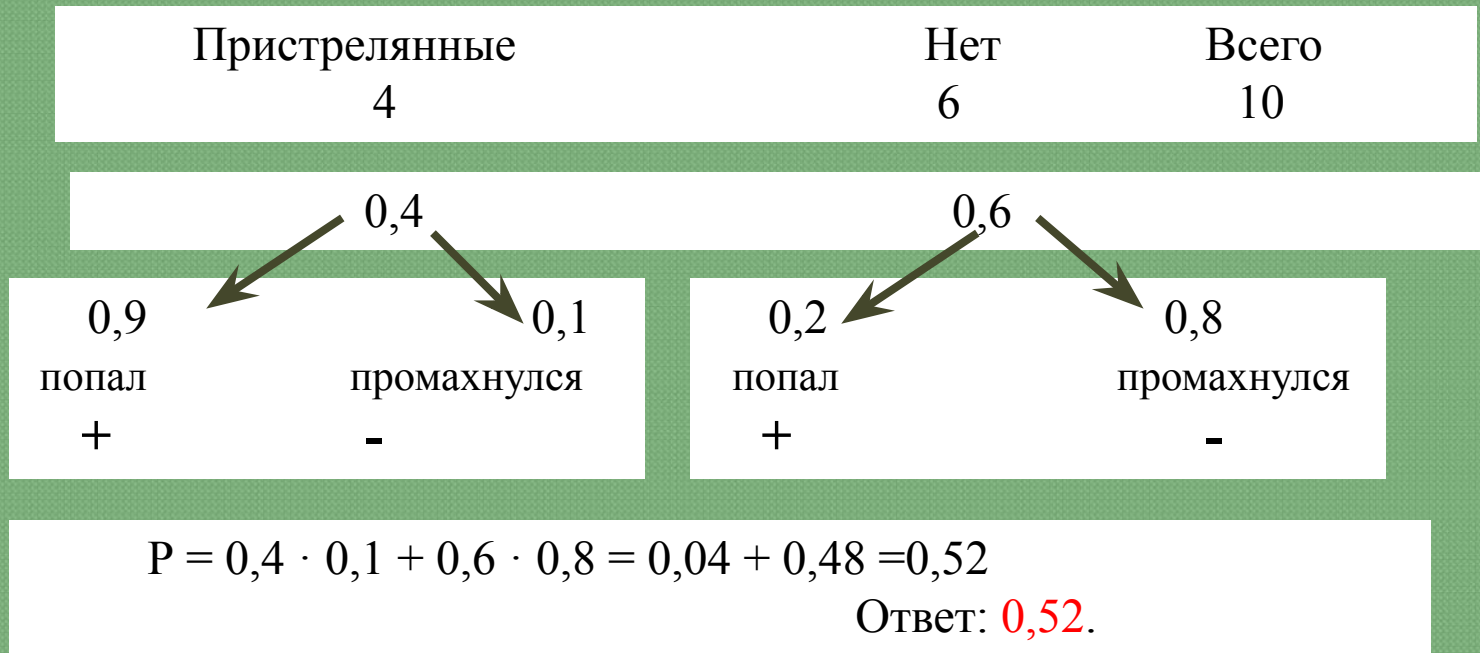 Пристрелянные Нет Всего
4 6 10
0,4 0,6
0,9 0,1 0,2 0,8
попал промахнулся попал промахнулся
+ - + -
P = 0,4 · 0,1 + 0,6 · 0,8 = 0,04 + 0,48 =0,52
Ответ: 0,52.